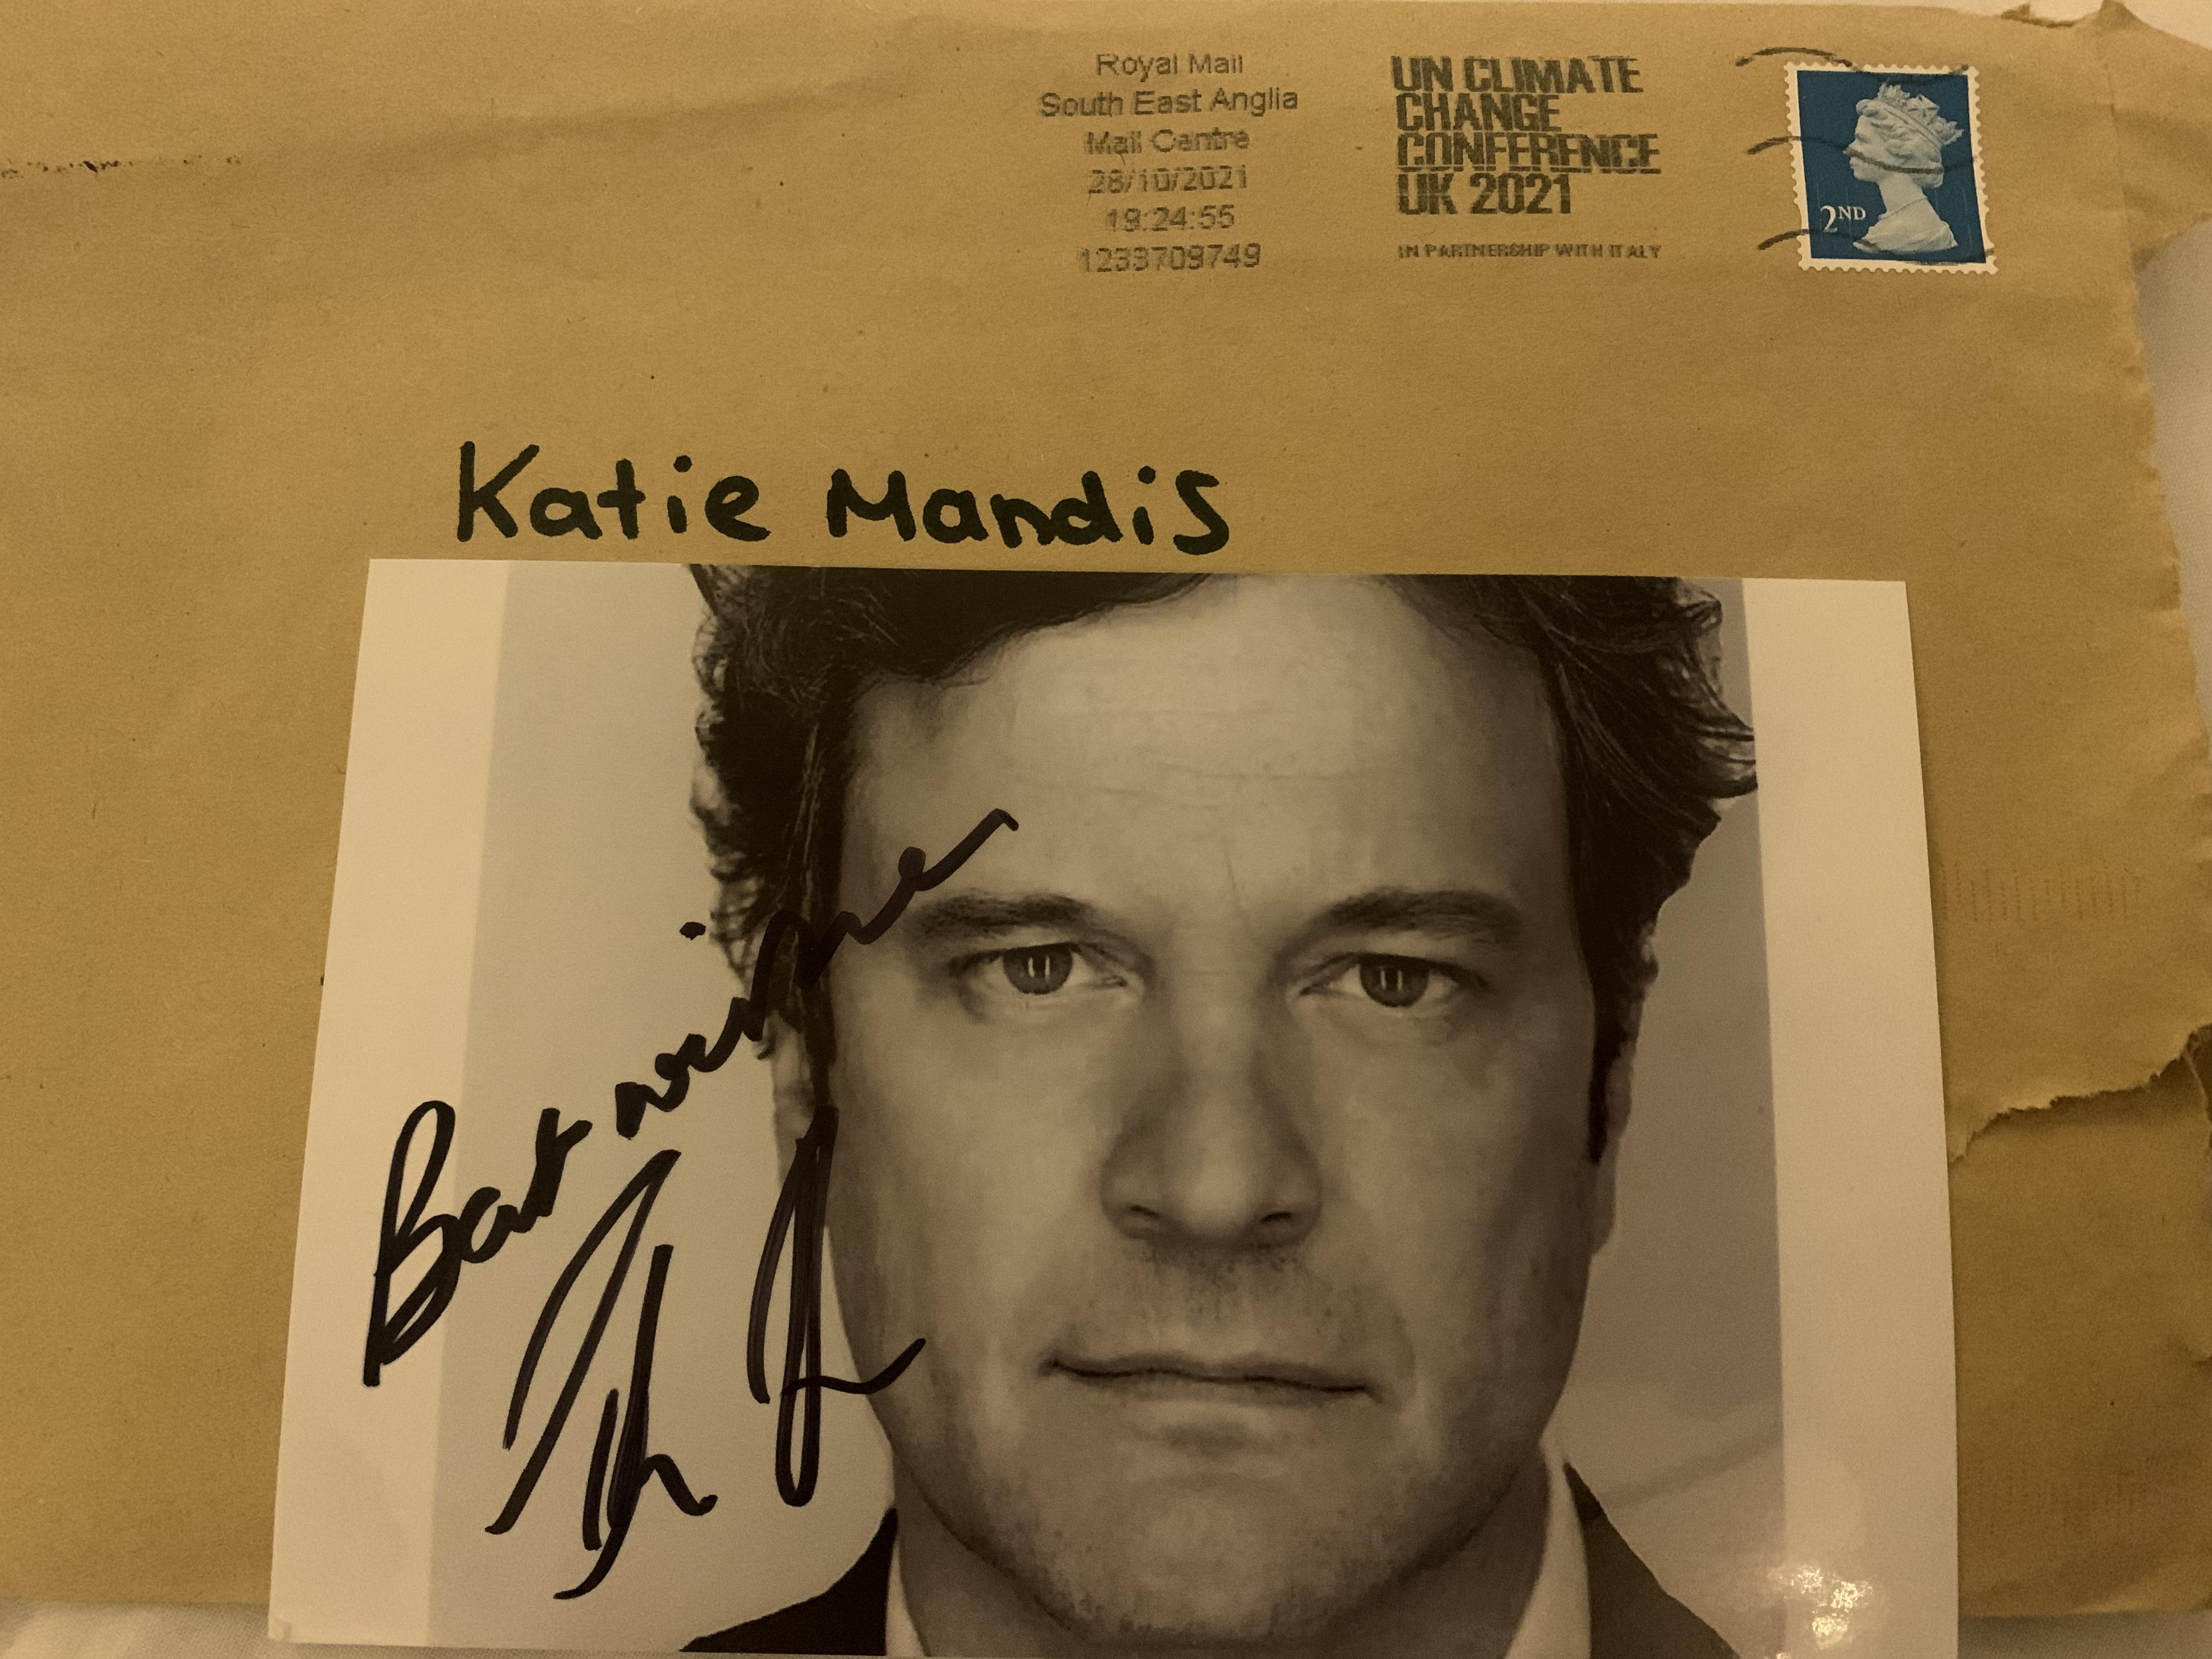 Royal Mail
South East Anglia
Mail Centre
28/10/2021
19:24:55
1233709749
UN CLIMATE
CHANGE
CONFERENCE
UK 2021
IN PARTNERSHIP WITH ITALY
2ND
Katie Mandis
Best wishes